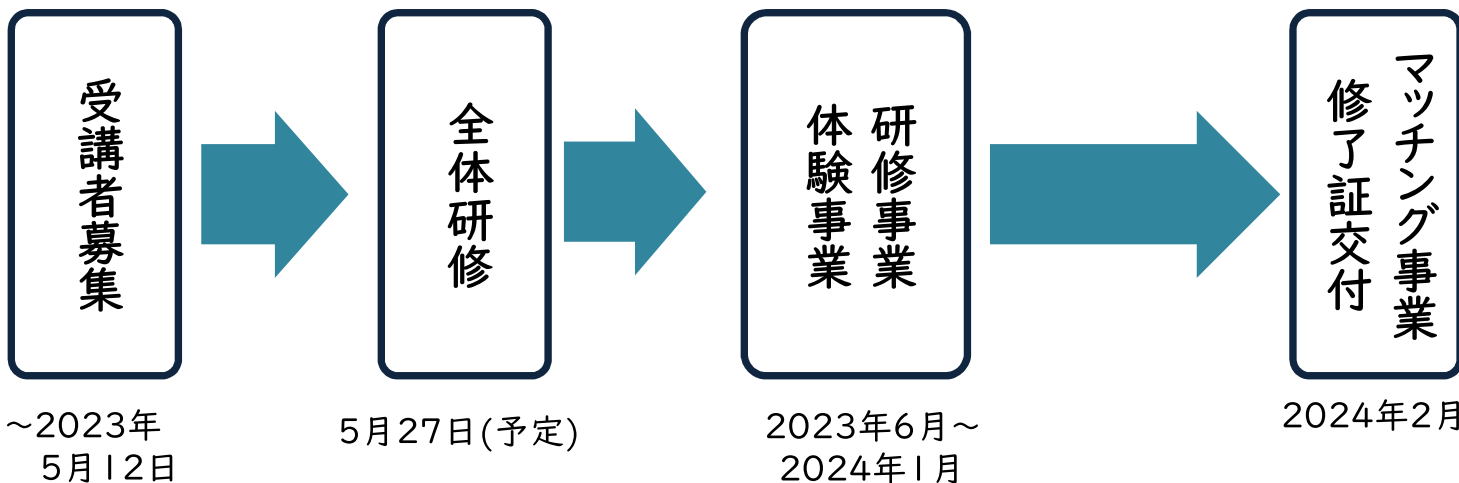 受講者募集
～2023年
5月12日
全体研修
5月27日(予定)
研修事業
体験事業
2023年6月～
2024年1月
マッチング事業
修了証交付
2024年2月